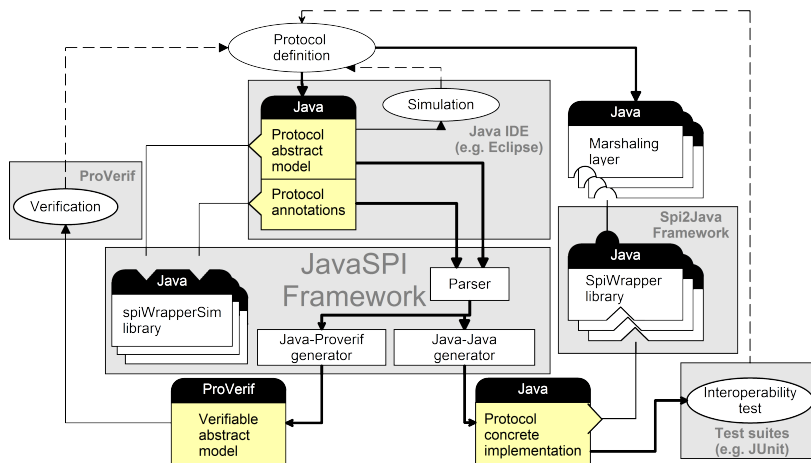 Protocol
definition
Java
Protocol
abstract
model
Protocol
annotations
Simulation
Java IDE
(e.g. Eclipse)
Java
Marshaling
layer
ProVerif
Verification
Spi2Java
Framework
Java
SpiWrapper
library
JavaSPI
Framework
Java
spiWrapperSim
library
Parser
Java-Proverif
generator
Java-Java
generator
ProVerif
Verifiable
abstract
model
Java
Protocol
concrete
implementation
Interoperability
test
Test suites
(e.g. JUnit)